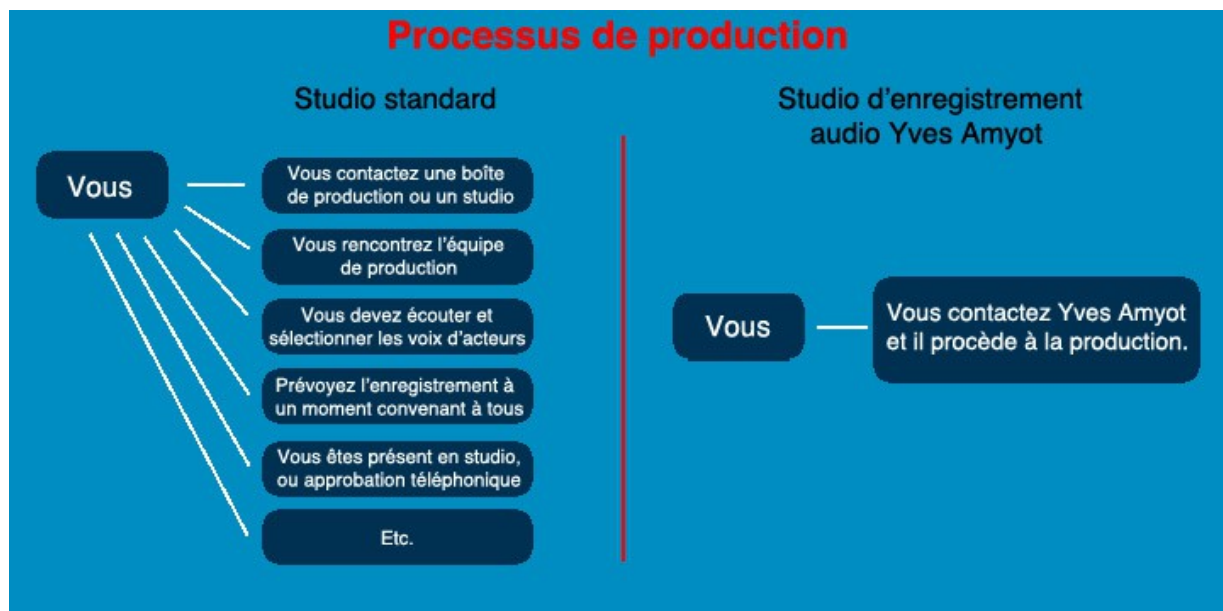 Processus de production
Studio standard
Vous
Vous contactez une boîte
de production ou un studio
Vous rencontrez l'équipe
de production
Vous devez écouter et
sélectionner les voix d'acteurs
Prévoyez l'enregistrement à
un moment convenant à tous
Vous êtes présent en studio,
ou approbation téléphonique
Etc.
Studio d'enregistrement
audio Yves Amyot
Vous
Vous contactez Yves Amyot
et il procède à la production.